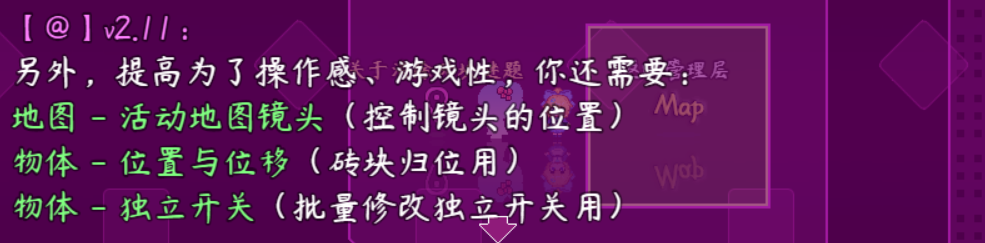 【@】v2.11：
另外，提高为了操作感、游戏性，你还需要：
地图 - 活动地图镜头（控制镜头的位置）
物体 - 位置与位移（砖块归位用）
物体 - 独立开关（批量修改独立开关用）
管理层
Map